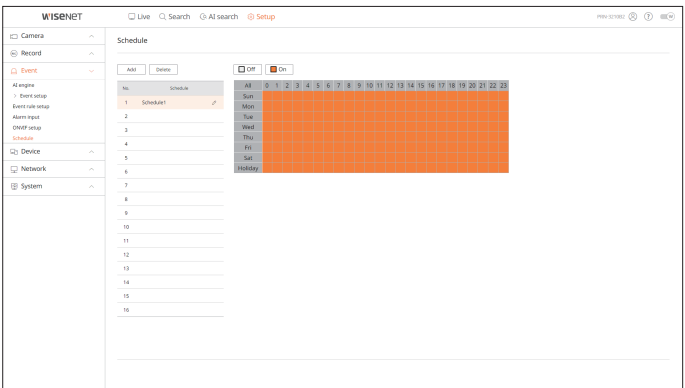 WISENET
Live Search AI search Setup
Camera
Record
Event
AI engine
Event setup
Event rule setup
Alarm input
ONVIF setup
Schedule
Device
Network
System
Schedule
Add Delete
No. Schedule
1 Schedule1
2
3
4
5
6
7
8
9
10
11
12
13
14
15
16
Off On
All 0 1 2 3 4 5 6 7 8 9 10 11 12 13 14 15 16 17 18 19 20 21 22 23
Sun
Mon
Tue
Wed
Thu
Fri
Sat
Holiday